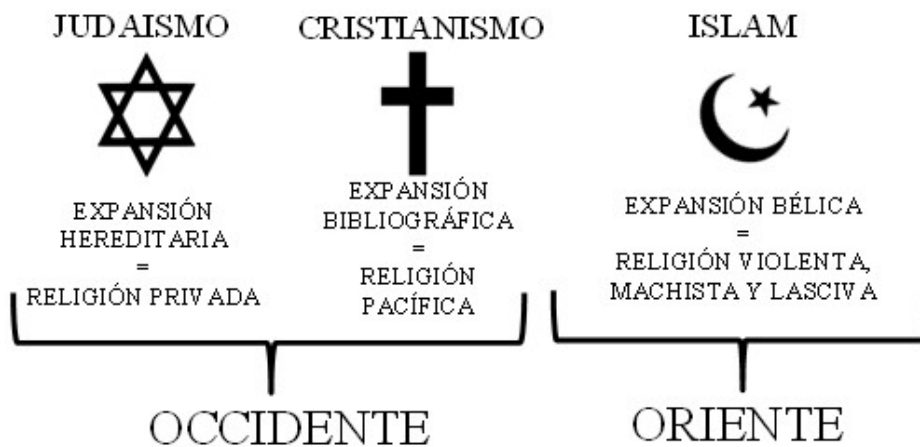 JUDAISMO
CRISTIANISMO
ISLAM
EXPANSIÓN
HEREDITARIA
=
RELIGIÓN PRIVADA
EXPANSIÓN
BIBLIOGRÁFICA
=
RELIGIÓN
PACÍFICA
EXPANSIÓN BÉLICA
=
RELIGIÓN VIOLENTA,
MACHISTA Y LASCIVA
OCCIDENTE
ORIENTE